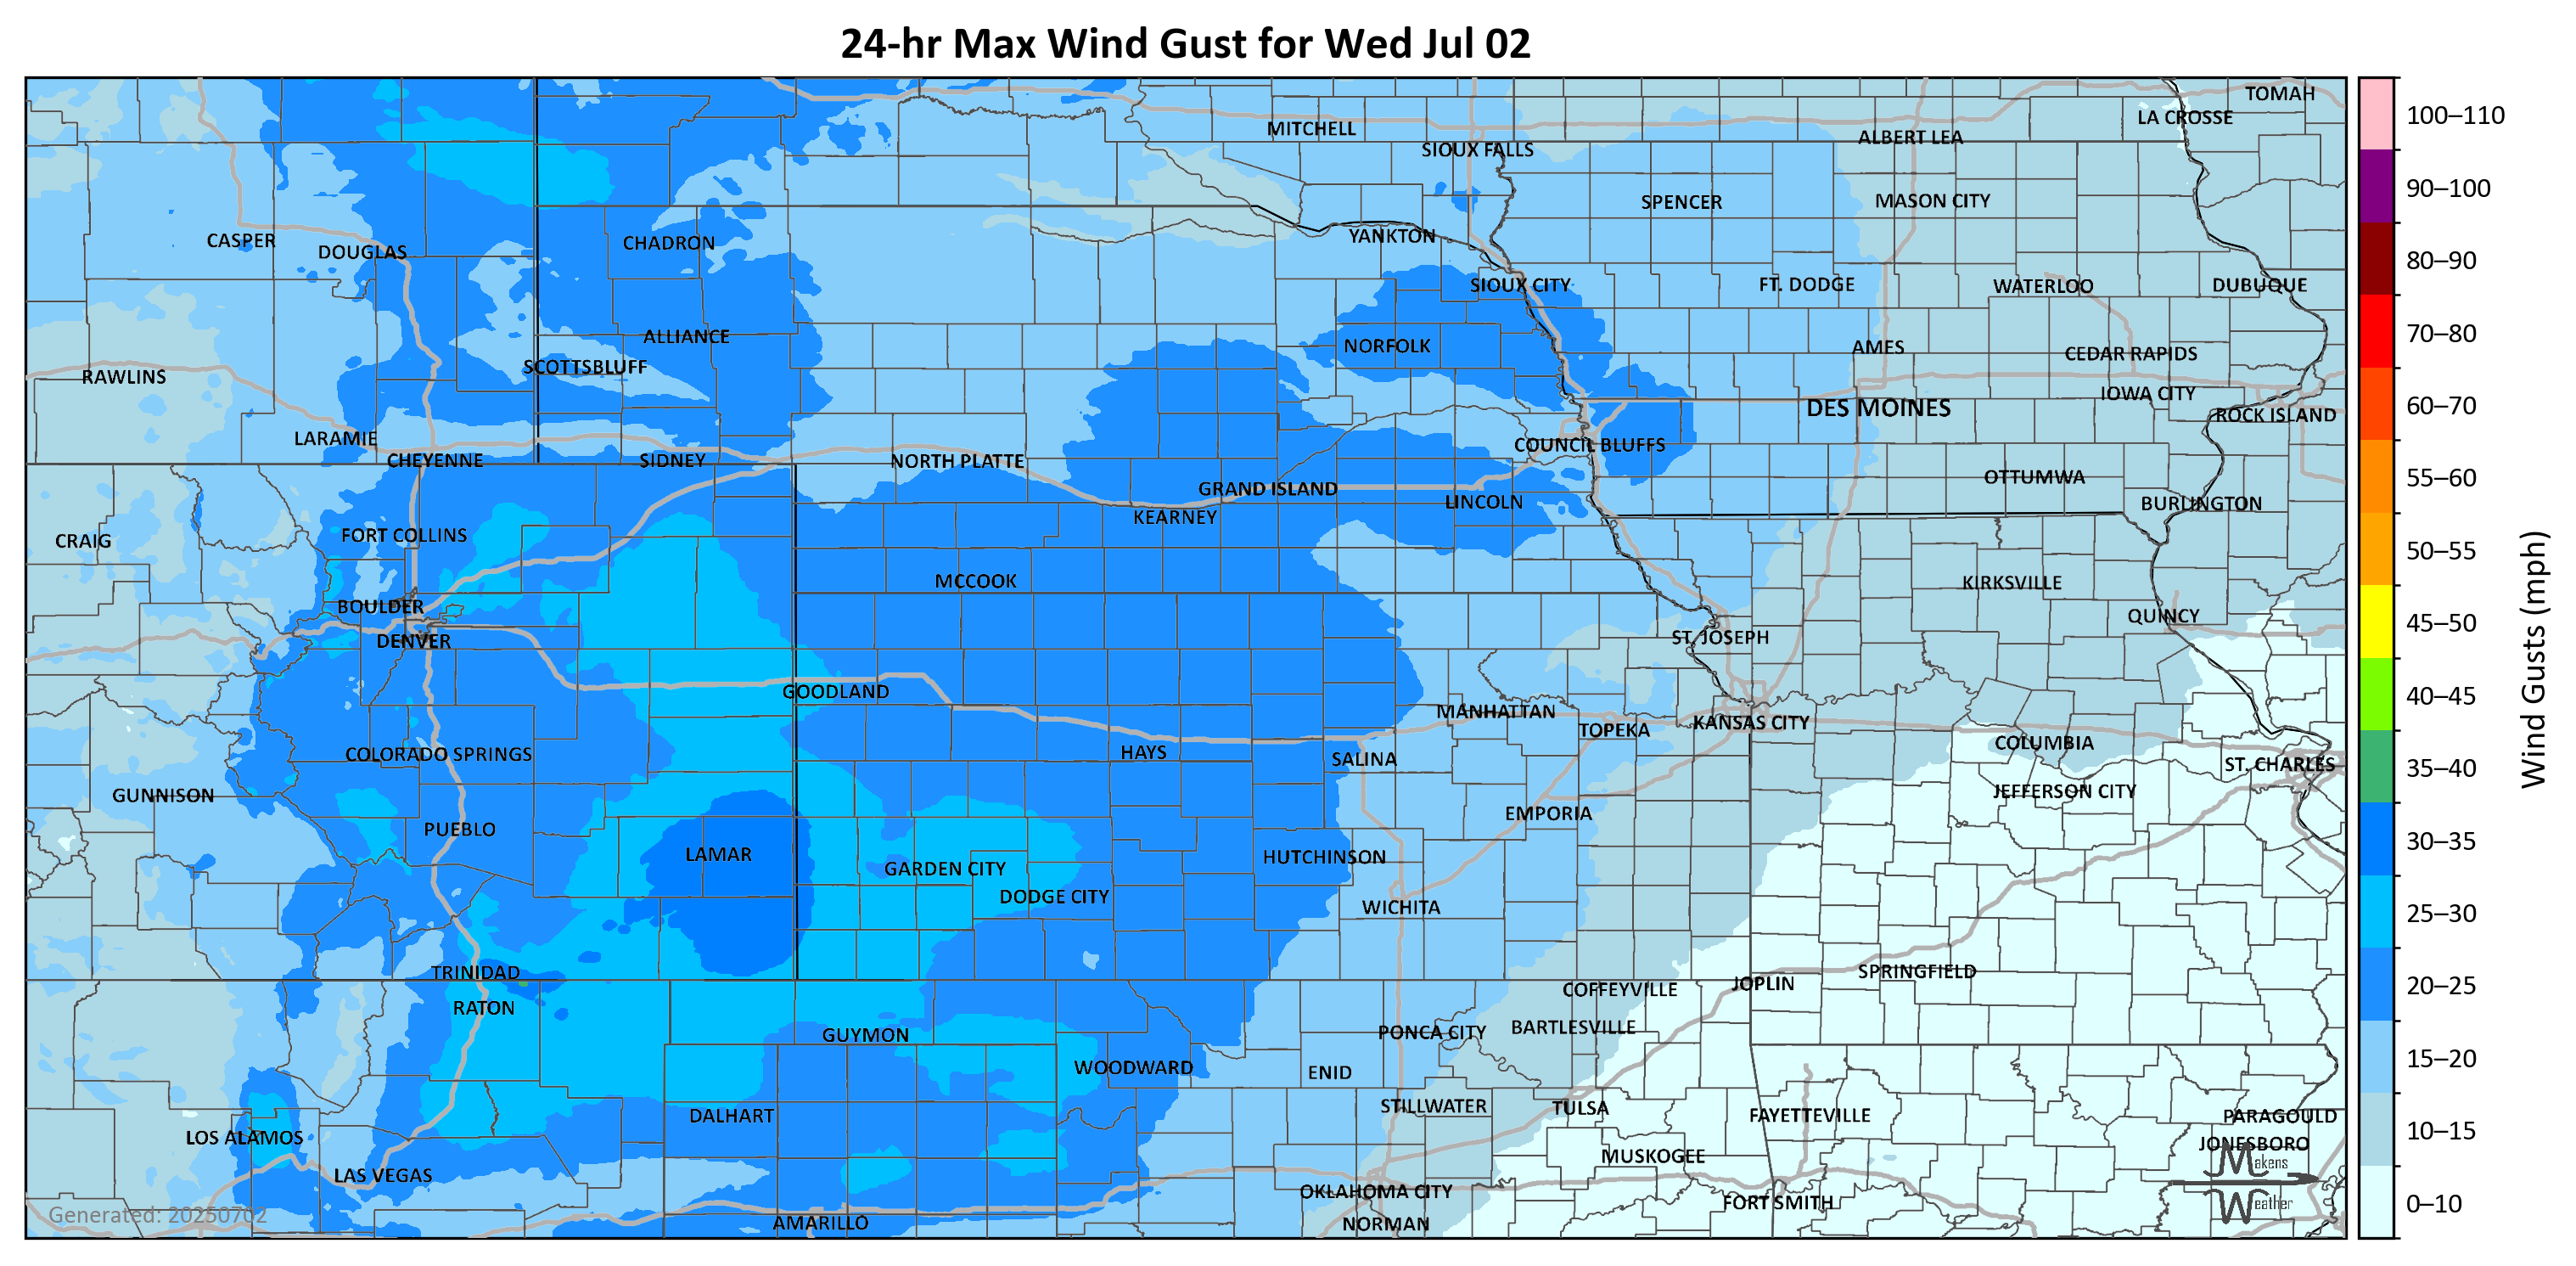 24-hr Max Wind Gust for Wed Jul 02
TOMAH
LA CROSSE
MITCHELL
ALBERT LEA
SIOUX FALLS
SPENCER
MASON CITY
CASPER
DOUGLAS
CHADRON
YANKTON
SIOUX CITY
FT. DODGE
WATERLOO
DUBUQUE
ALLIANCE
NORFOLK
AMES
CEDAR RAPIDS
SCOTTSBLUFF
RAWLINS
IOWA CITY
DES MOINES
ROCK ISLAND
LARAMIE
COUNCIL BLUFFS
CHEYENNE
SIDNEY
NORTH PLATTE
OTTUMWA
GRAND ISLAND
LINCOLN
BURLINGTON
KEARNEY
FORT COLLINS
CRAIG
MCCOOK
KIRKSVILLE
BOULDER
QUINCY
DENVER
ST. JOSEPH
GOODLAND
MANHATTAN
TOPEKA
KANSAS CITY
COLUMBIA
COLORADO SPRINGS
HAYS
SALINA
ST. CHARLES
GUNNISON
JEFFERSON CITY
EMPORIA
PUEBLO
LAMAR
GARDEN CITY
HUTCHINSON
DODGE CITY
WICHITA
TRINIDAD
SPRINGFIELD
JOPLIN
COFFEYVILLE
RATON
GUYMON
PONCA CITY
BARTLESVILLE
WOODWARD
ENID
DALHART
STILLWATER
TULSA
FAYETTEVILLE
PARAGOULD
LOS ALAMOS
JONESBORO
MUSKOGEE
LAS VEGAS
OKLAHOMA CITY
FORT SMITH
AMARILLO
NORMAN
Makens
Weather
Generated: 20250702
100–110
90–100
80–90
70–80
60–70
55–60
50–55
45–50
40–45
35–40
30–35
25–30
20–25
15–20
10–15
0–10
Wind Gusts (mph)